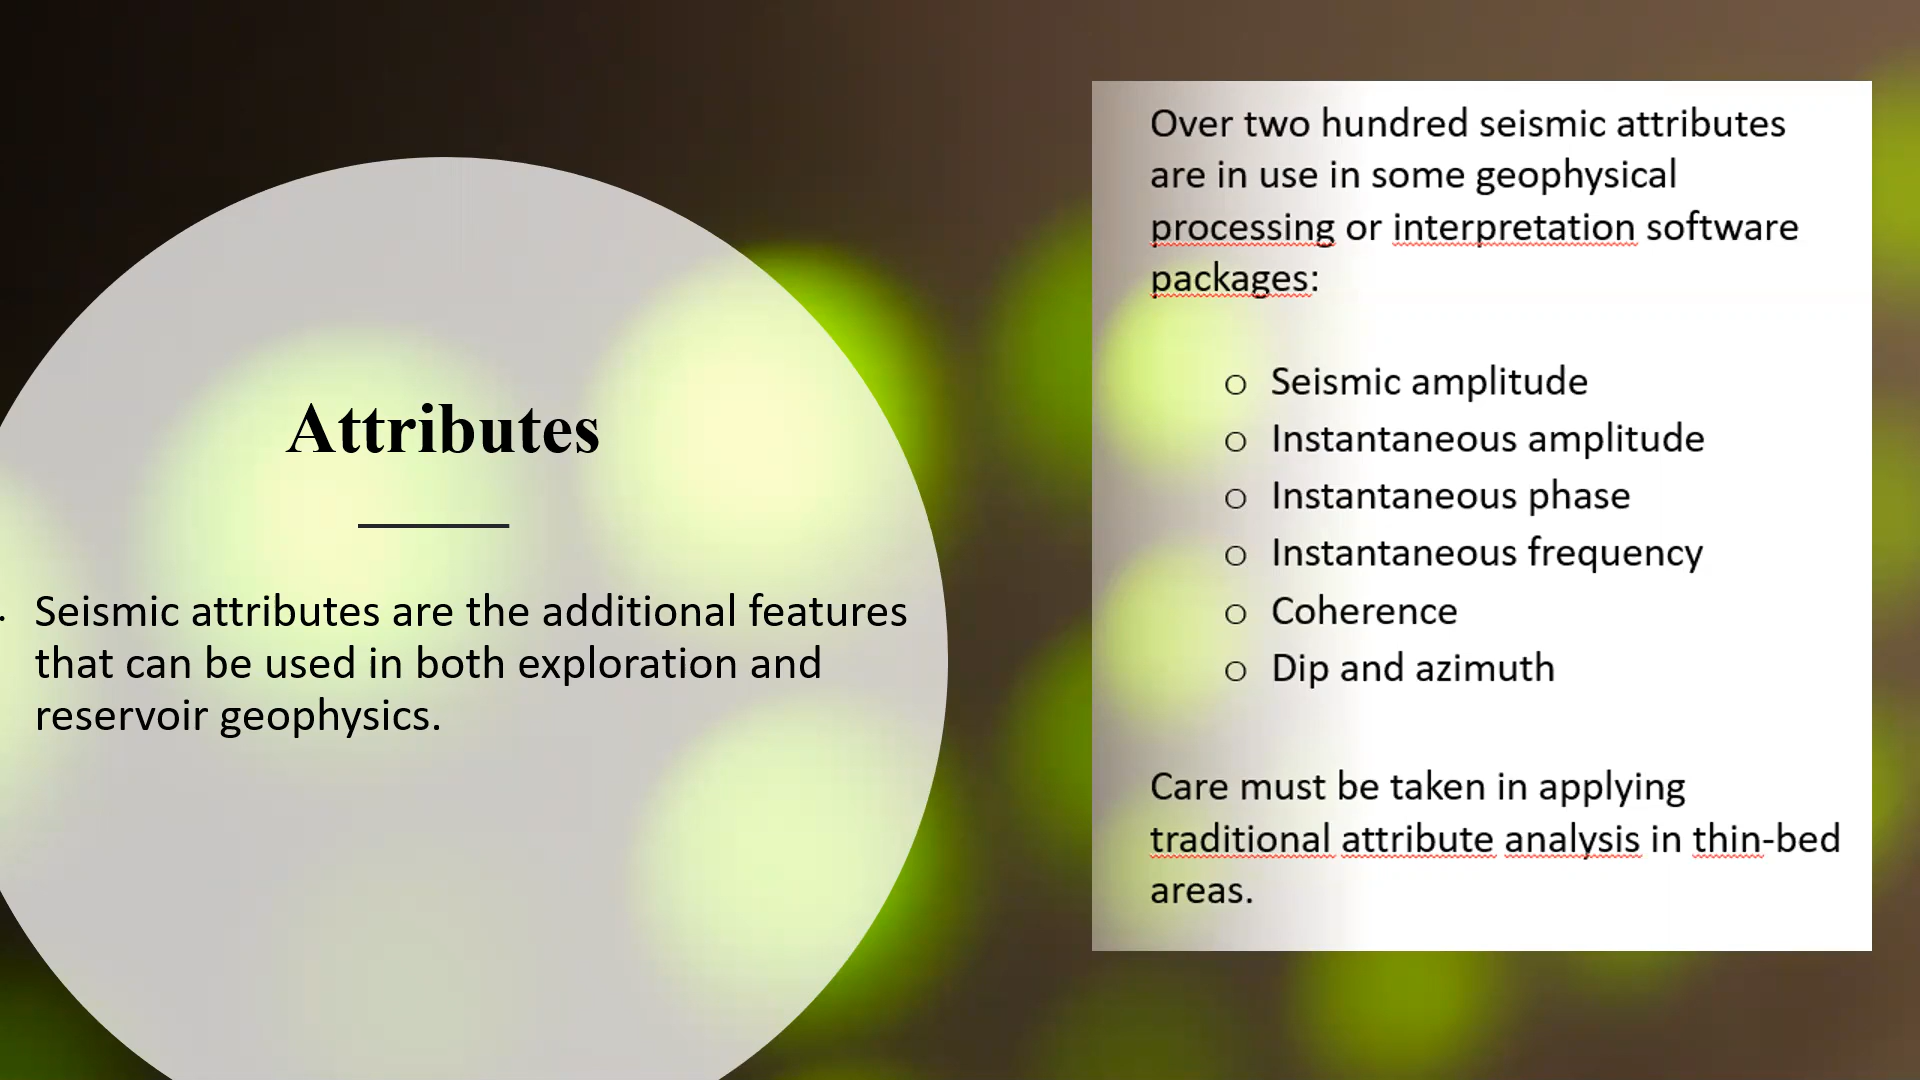 Attributes
Seismic attributes are the additional features
that can be used in both exploration and
reservoir geophysics.
Over two hundred seismic attributes
are in use in some geophysical
processing or interpretation software
packages:
o Seismic amplitude
o Instantaneous amplitude
o Instantaneous phase
o Instantaneous frequency
o Coherence
o Dip and azimuth
Care must be taken in applying
traditional attribute analysis in thin-bed
areas.